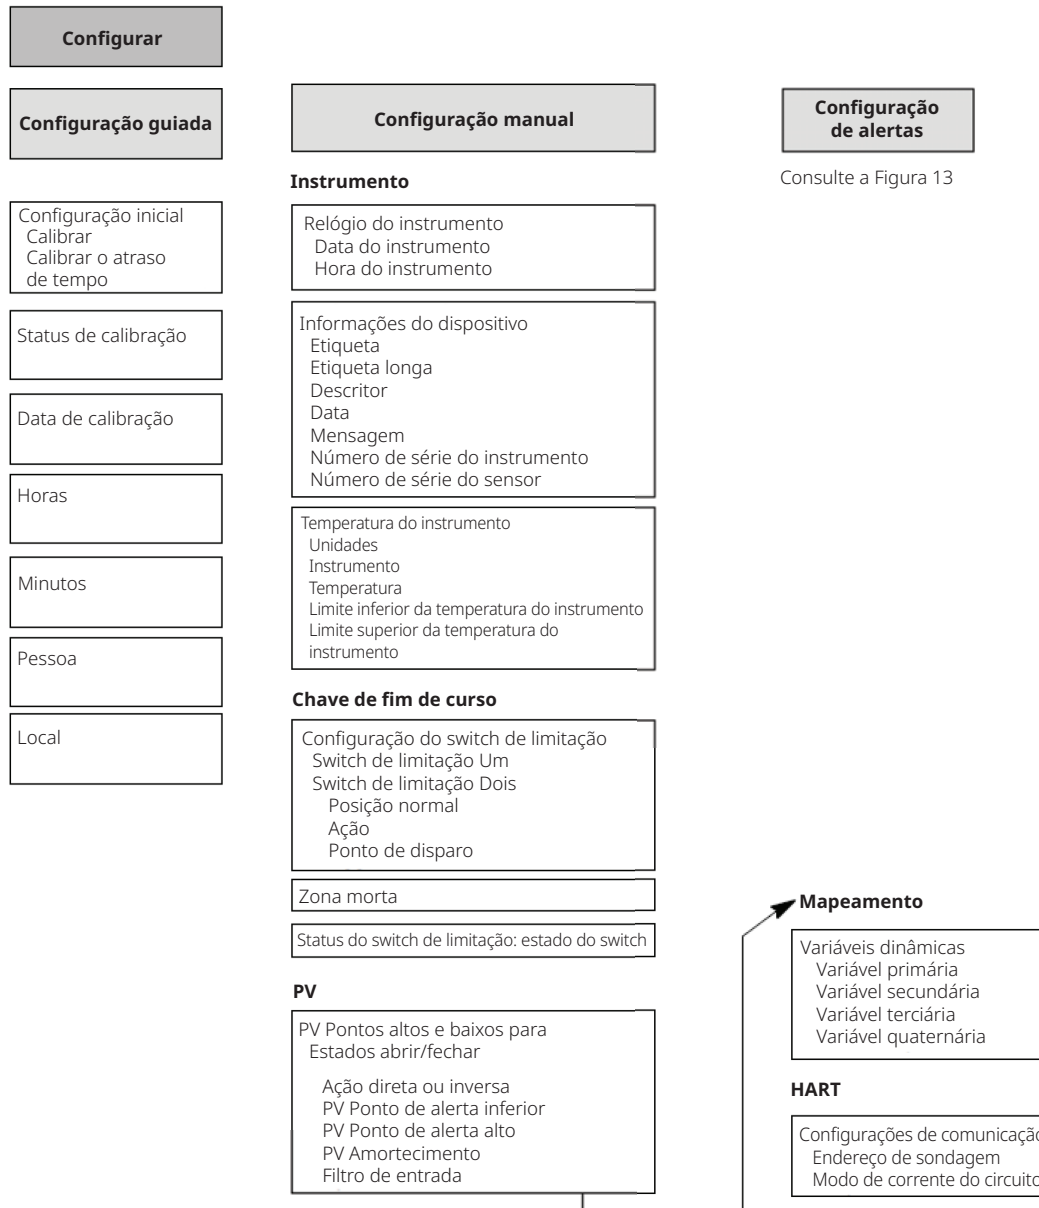 Configurar
Configuração guiada
Configuração inicial
Calibrar
Calibrar o atraso
de tempo
Status de calibração
Data de calibração
Horas
Minutos
Pessoa
Local
Configuração manual
Instrumento
Relógio do instrumento
Data do instrumento
Hora do instrumento
Informações do dispositivo
Etiqueta
Etiqueta longa
Descritor
Data
Mensagem
Número de série do instrumento
Número de série do sensor
Temperatura do instrumento
Unidades
Instrumento
Temperatura
Limite inferior da temperatura do instrumento
Limite superior da temperatura do
instrumento
Chave de fim de curso
Configuração do switch de limitação
Switch de limitação Um
Switch de limitação Dois
Posição normal
Ação
Ponto de disparo
Zona morta
Status do switch de limitação: estado do switch
PV
PV Pontos altos e baixos para
Estados abrir/fechar
Ação direta ou inversa
PV Ponto de alerta inferior
PV Ponto de alerta alto
PV Amortecimento
Filtro de entrada
Configuração
de alertas
Consulte a Figura 13
Mapeamento
Variáveis dinâmicas
Variável primária
Variável secundária
Variável terciária
Variável quaternária
HART
Configurações de comunicação
Endereço de sondagem
Modo de corrente do circuito